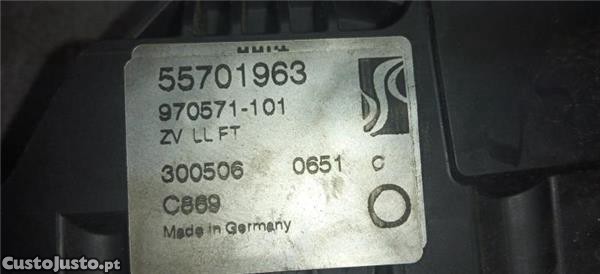 55701963
970571-101
ZV LL FT
300506 0651 C
C869
Made in Germany
CustoJusto.pt